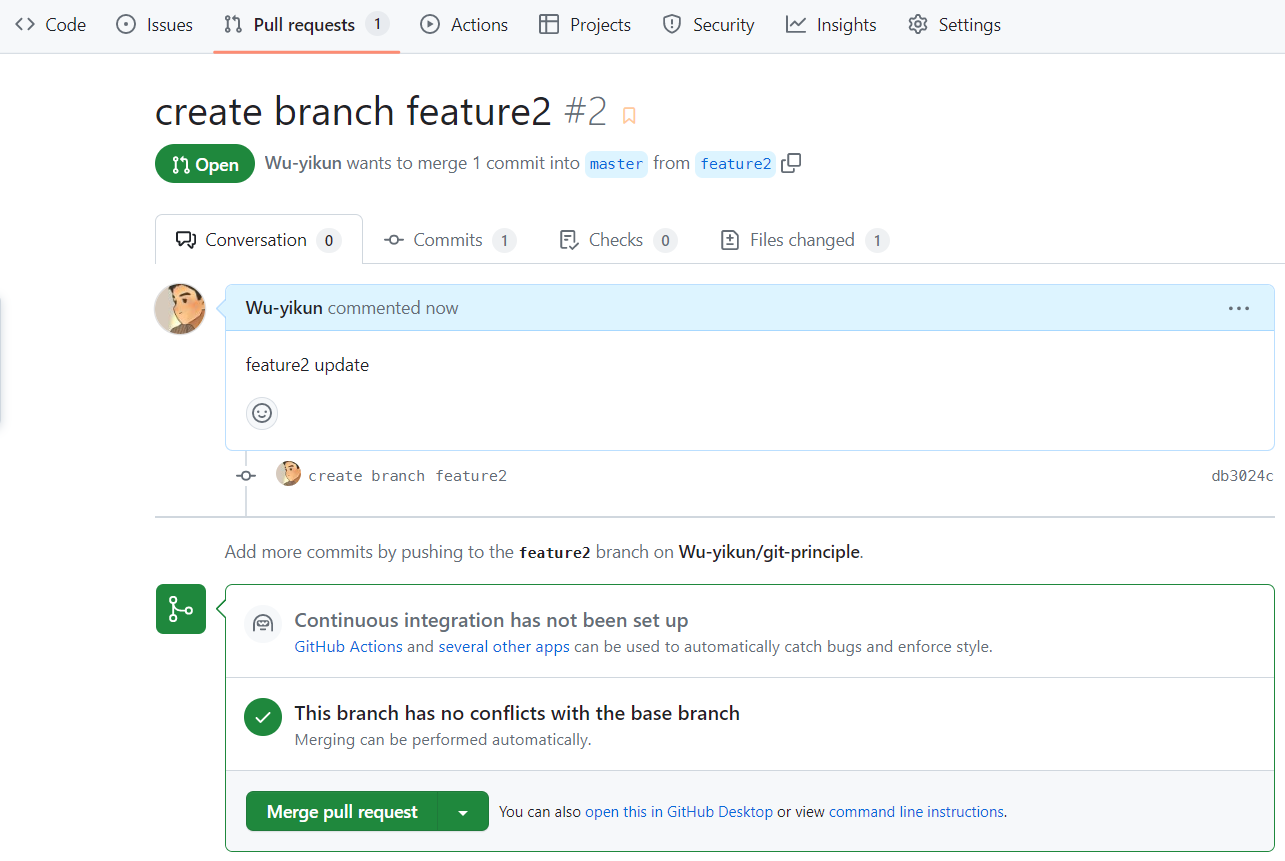 Code Issues Pull requests 1 Actions Projects Security Insights Settings
create branch feature2 #2
Open Wu-yikun wants to merge 1 commit into master from feature2
Conversation 0 Commits 1 Checks 0 Files changed 1
Wu-yikun commented now
feature2 update
create branch feature2 db3024c
Add more commits by pushing to the feature2 branch on Wu-yikun/git-principle.
Continuous integration has not been set up
GitHub Actions and several other apps can be used to automatically catch bugs and enforce style.
This branch has no conflicts with the base branch
Merging can be performed automatically.
Merge pull request You can also open this in GitHub Desktop or view command line instructions.